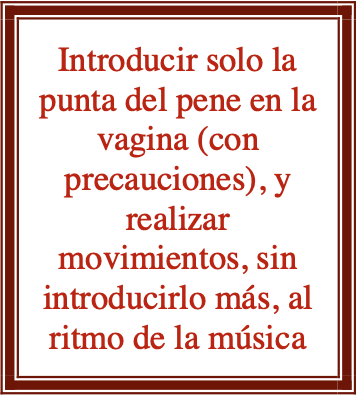 Introducir solo la
punta del pene en la
vagina (con
precauciones), y
realizar
movimientos, sin
introducirlo más, al
ritmo de la música